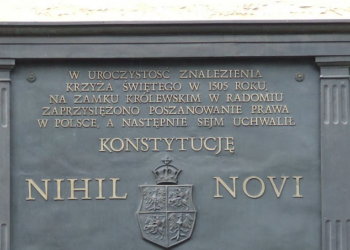 W UROCZYSTOŚĆ ZNALEZIENIA
KRZYŻA ŚWIĘTEGO W 1505 ROKU
NA ZAMKU KRÓLEWSKIM W RADOMIU
ZAPRZYSIĘŻONO POSZANOWANIE PRAWA
W POLSCE, A NASTĘPNIE SEJM UCHWALIŁ
KONSTYTUCJĘ
NIHIL NOVI